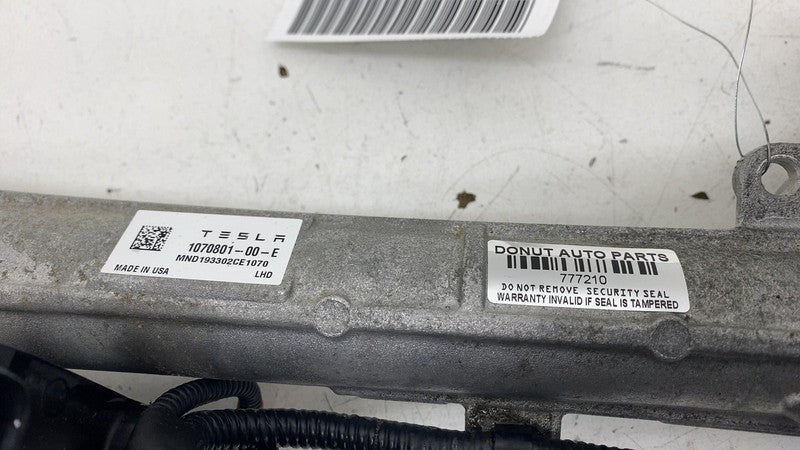 TESLA
1070801-00-E
MND193302CE1070
MADE IN USA
LHD
DONUT AUTO PARTS
777210
DO NOT REMOVE SECURITY SEAL
WARRANTY INVALID IF SEAL IS TAMPERED